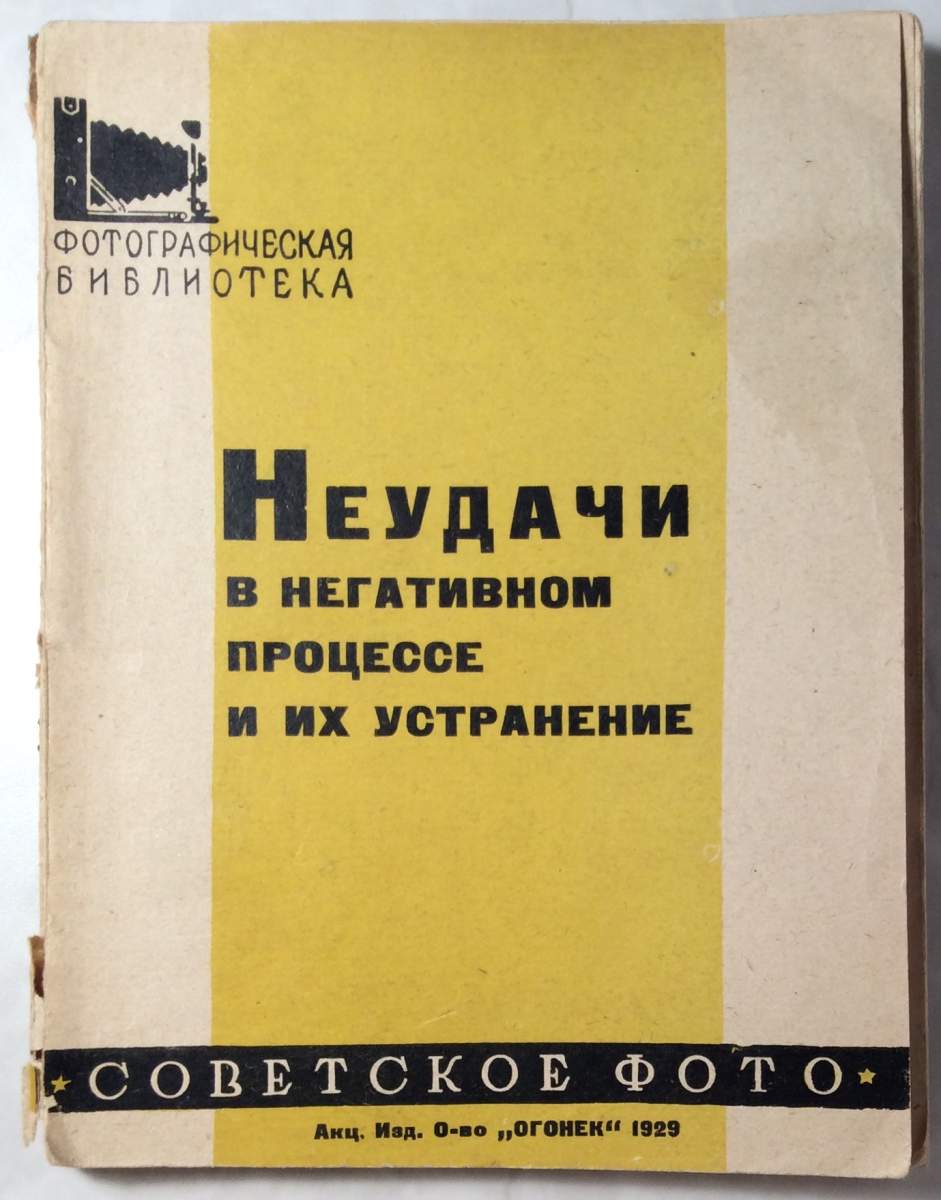 ФОТОГРАФИЧЕСКАЯ
БИБЛИОТЕКА
НЕУДАЧИ
В НЕГАТИВНОМ
ПРОЦЕССЕ
И ИХ УСТРАНЕНИЕ
СОВЕТСКОЕ ФОТО
Акц. Изд. О-во „ОГОНЕК“ 1929